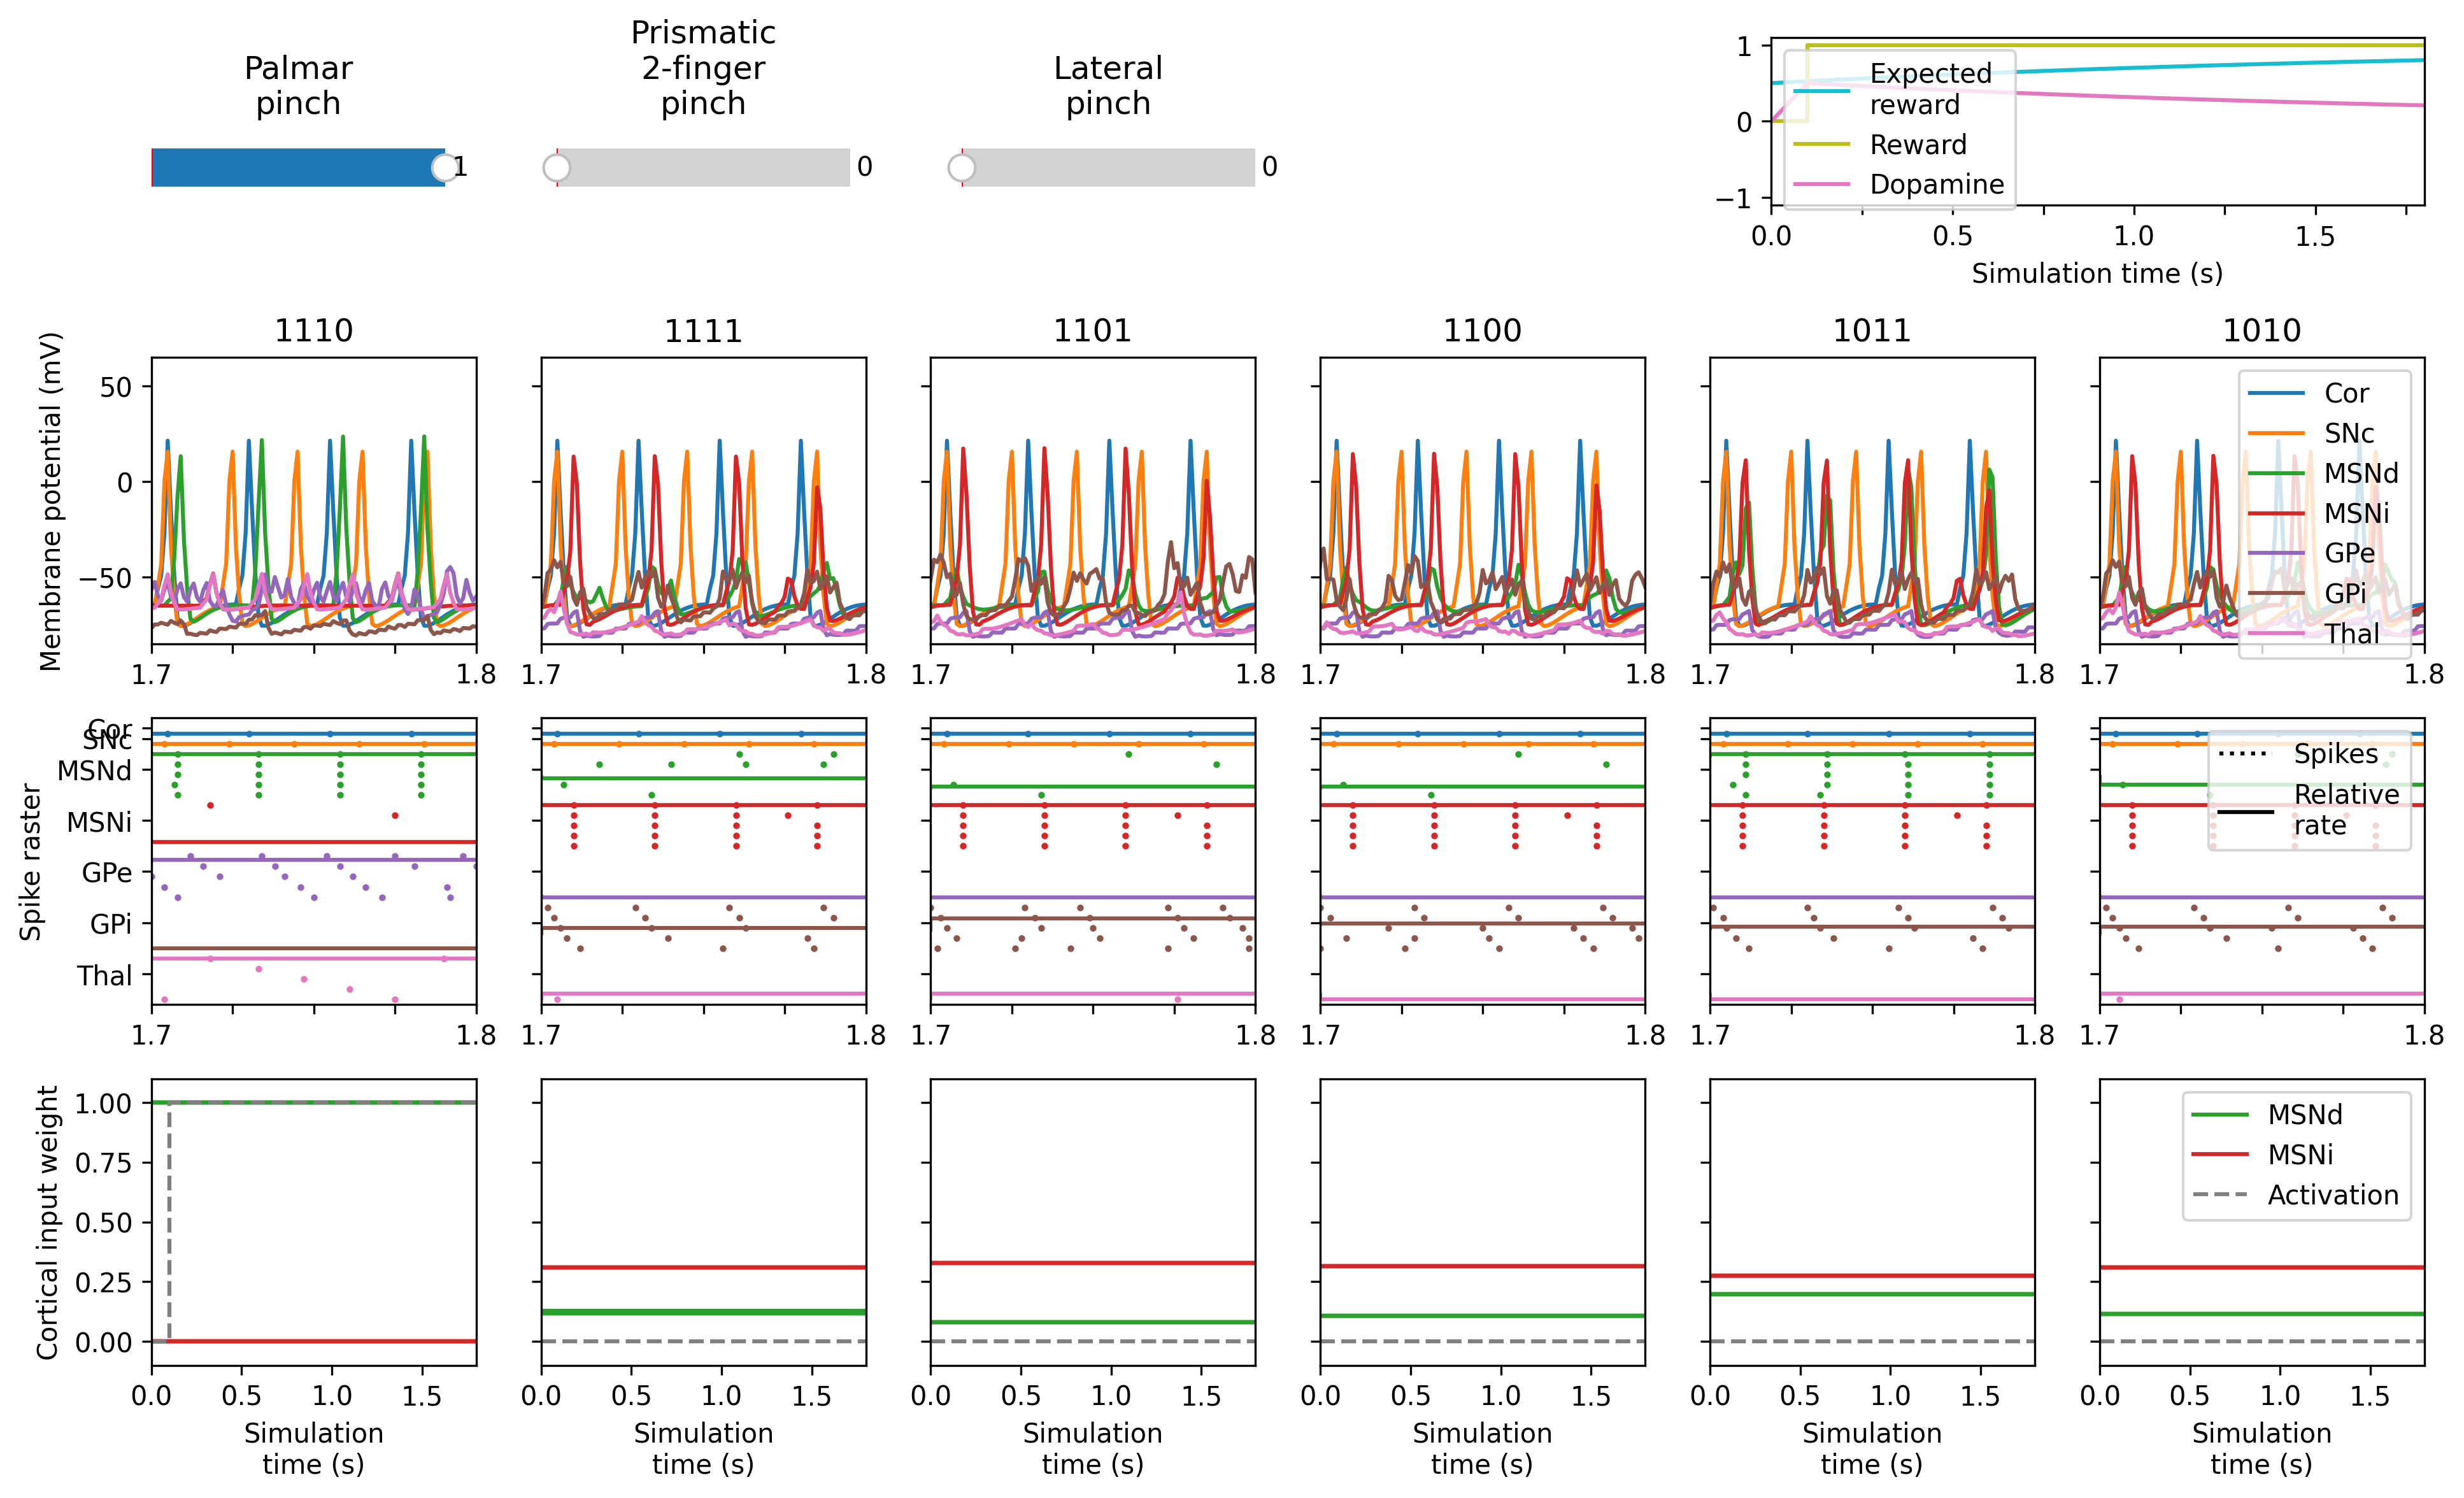 Palmar
pinch
1
Prismatic
2-finger
pinch
0
Lateral
pinch
0
1
0
−1
Expected
reward
Reward
Dopamine
0.0 0.5 1.0 1.5
Simulation time (s)
1110 1111 1101 1100 1011 1010
Membrane potential (mV)
50
0
−50
Cor
SNc
MSNd
MSNi
GPe
GPi
Thal
1.7 1.8 1.7 1.8 1.7 1.8 1.7 1.8 1.7 1.8 1.7 1.8
Spike raster
Cor
SNc
MSNd
MSNi
GPe
GPi
Thal
Spikes
Relative
rate
1.7 1.8 1.7 1.8 1.7 1.8 1.7 1.8 1.7 1.8 1.7 1.8
Cortical input weight
1.00
0.75
0.50
0.25
0.00
MSNd
MSNi
Activation
0.0 0.5 1.0 1.5 0.0 0.5 1.0 1.5 0.0 0.5 1.0 1.5 0.0 0.5 1.0 1.5 0.0 0.5 1.0 1.5 0.0 0.5 1.0 1.5
Simulation Simulation Simulation Simulation Simulation Simulation
time (s) time (s) time (s) time (s) time (s) time (s)